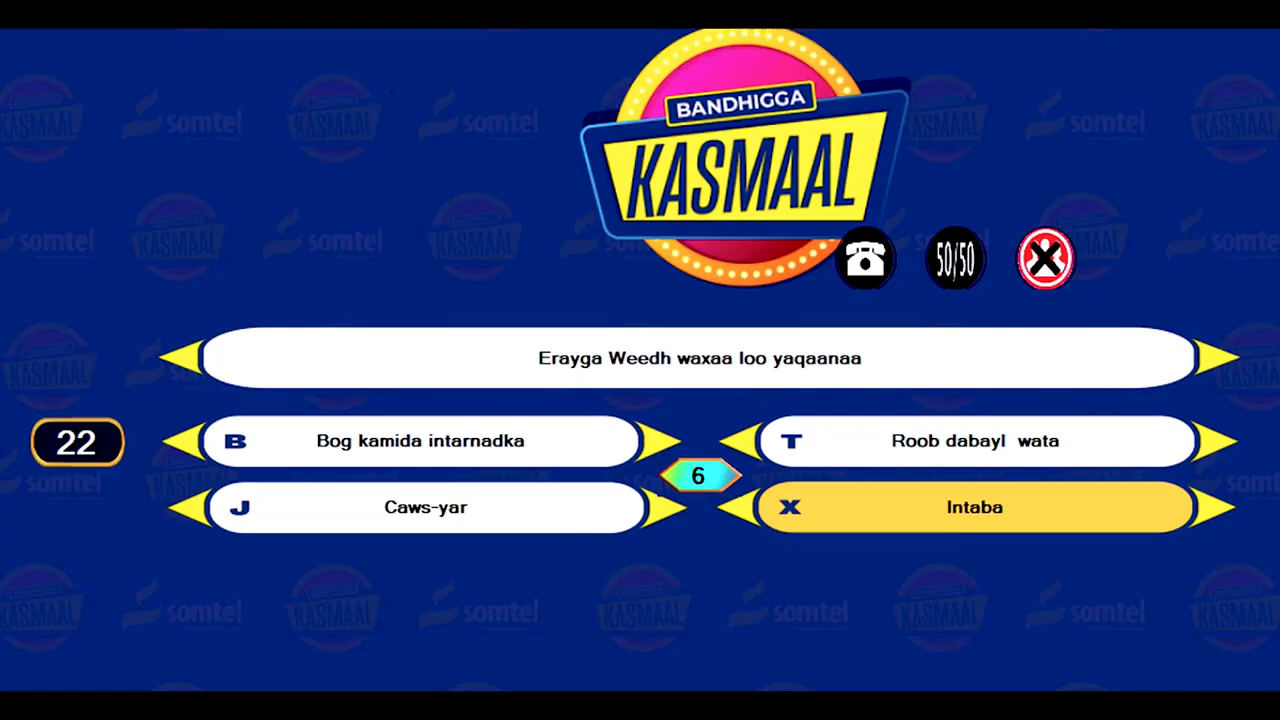 BANDHIGGA
KASMAAL
50/50
Erayga Weedh waxaa loo yaqaanaa
22
B Bog kamida intarnadka
T Roob dabayl wata
6
J Caws-yar
X Intaba
somtel